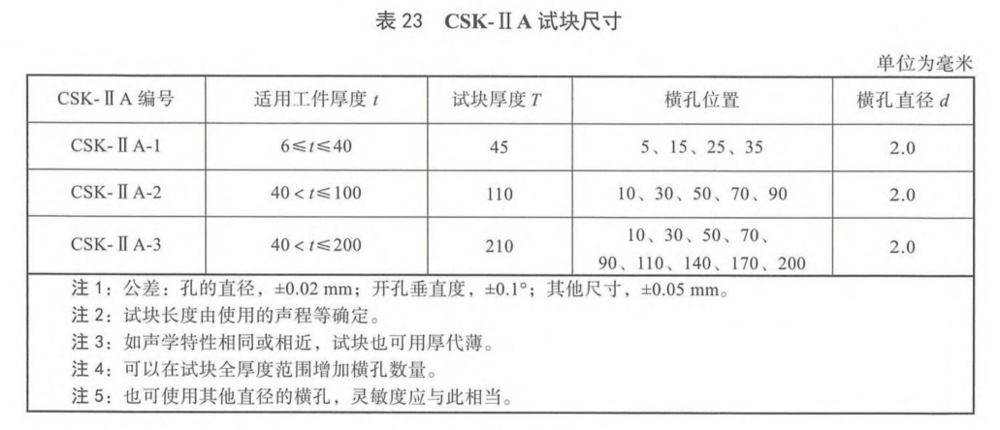 表 23 CSK-ⅡA 试块尺寸
单位为毫米
CSK-ⅡA 编号 适用工件厚度 t 试块厚度 T 横孔位置 横孔直径 d
CSK-ⅡA-1 6≤t≤40 45 5、15、25、35 2.0
CSK-ⅡA-2 40<t≤100 110 10、30、50、70、90 2.0
CSK-ⅡA-3 40<t≤200 210 10、30、50、70、 2.0
90、110、140、170、200
注 1：公差：孔的直径，±0.02 mm；开孔垂直度，±0.1°；其他尺寸，±0.05 mm。
注 2：试块长度由使用的声程等确定。
注 3：如声学特性相同或相近，试块也可用厚代薄。
注 4：可以在试块全厚度范围增加横孔数量。
注 5：也可使用其他直径的横孔，灵敏度应与此相当。